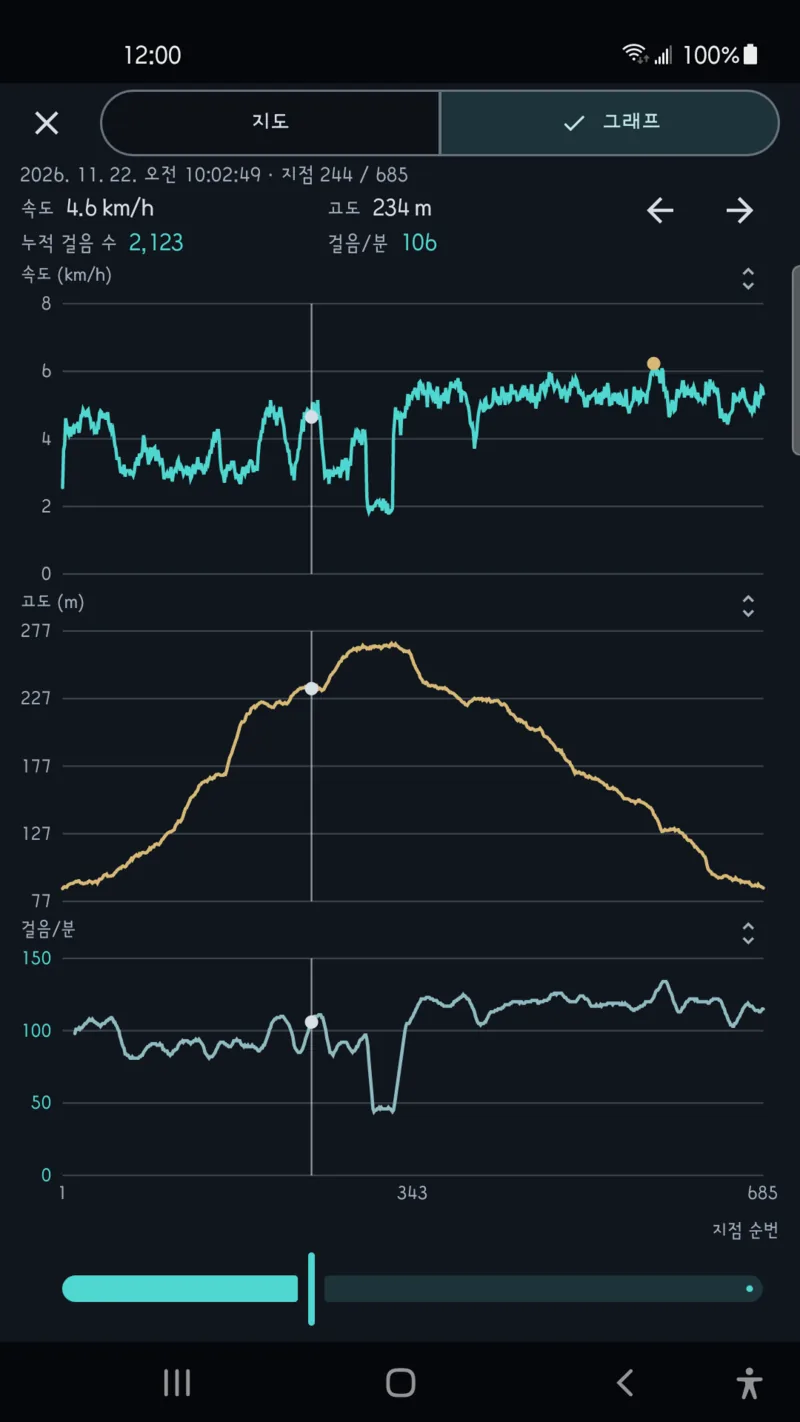 12:00 100%
지도 그래프
2026. 11. 22. 오전 10:02:49 · 지점 244 / 685
속도 4.6 km/h 고도 234 m
누적 걸음 수 2,123 걸음/분 106
속도 (km/h)
8
6
4
2
0
고도 (m)
277
227
177
127
77
걸음/분
150
100
50
0
1 343 685
지점 순번